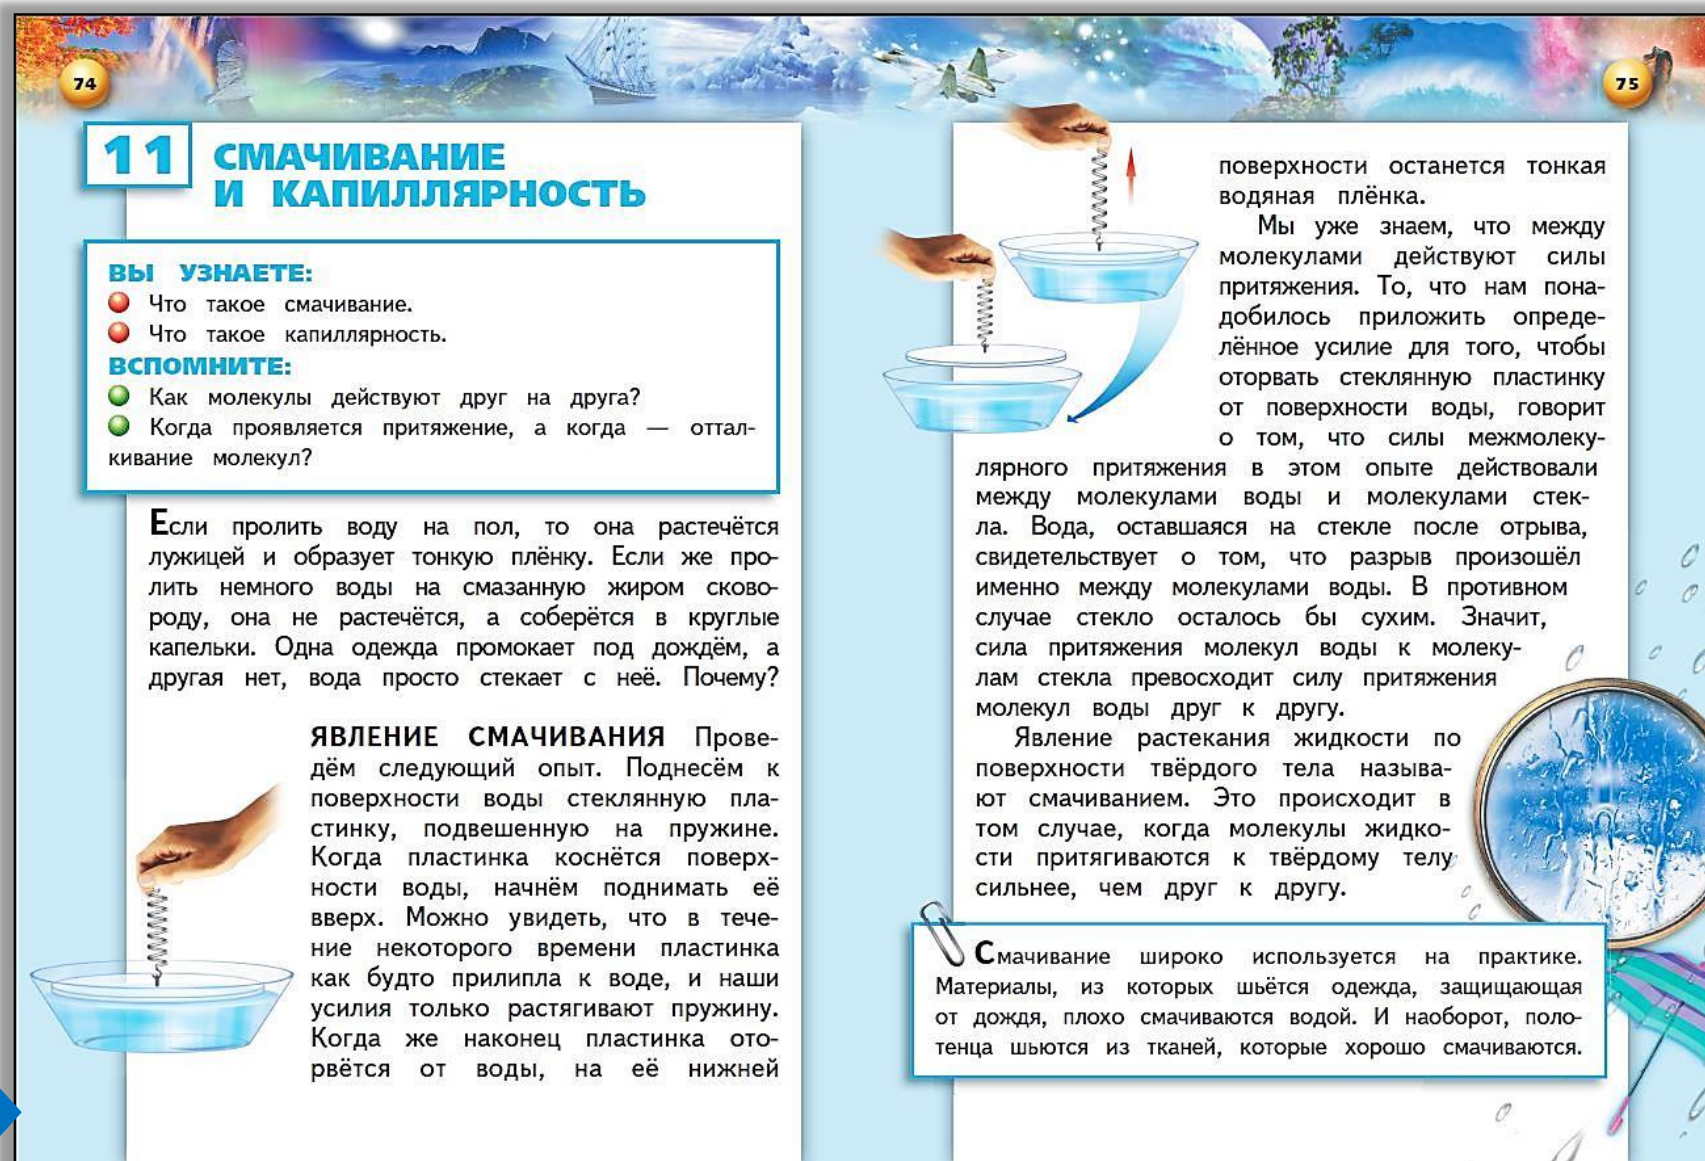 74
11 СМАЧИВАНИЕ
И КАПИЛЛЯРНОСТЬ
ВЫ УЗНАЕТЕ:
Что такое смачивание.
Что такое капиллярность.
ВСПОМНИТЕ:
Как молекулы действуют друг на друга?
Когда проявляется притяжение, а когда — оттал-
кивание молекул?
Если пролить воду на пол, то она растечётся
лужицей и образует тонкую плёнку. Если же про-
лить немного воды на смазанную жиром сково-
роду, она не растечётся, а соберётся в круглые
капельки. Одна одежда промокает под дождём, а
другая нет, вода просто стекает с неё. Почему?
ЯВЛЕНИЕ СМАЧИВАНИЯ Прове-
дём следующий опыт. Поднесём к
поверхности воды стеклянную пла-
стинку, подвешенную на пружине.
Когда пластинка коснётся поверх-
ности воды, начнём поднимать её
вверх. Можно увидеть, что в тече-
ние некоторого времени пластинка
как будто прилипла к воде, и наши
усилия только растягивают пружину.
Когда же наконец пластинка ото-
рвётся от воды, на её нижней
75
поверхности останется тонкая
водяная плёнка.
Мы уже знаем, что между
молекулами действуют силы
притяжения. То, что нам пона-
добилось приложить опреде-
лённое усилие для того, чтобы
оторвать стеклянную пластинку
от поверхности воды, говорит
о том, что силы межмолеку-
лярного притяжения в этом опыте действовали
между молекулами воды и молекулами стек-
ла. Вода, оставшаяся на стекле после отрыва,
свидетельствует о том, что разрыв произошёл
именно между молекулами воды. В противном
случае стекло осталось бы сухим. Значит,
сила притяжения молекул воды к молеку-
лам стекла превосходит силу притяжения
молекул воды друг к другу.
Явление растекания жидкости по
поверхности твёрдого тела называ-
ют смачиванием. Это происходит в
том случае, когда молекулы жидко-
сти притягиваются к твёрдому телу
сильнее, чем друг к другу.
Смачивание широко используется на практике.
Материалы, из которых шьётся одежда, защищающая
от дождя, плохо смачиваются водой. И наоборот, поло-
тенца шьются из тканей, которые хорошо смачиваются.